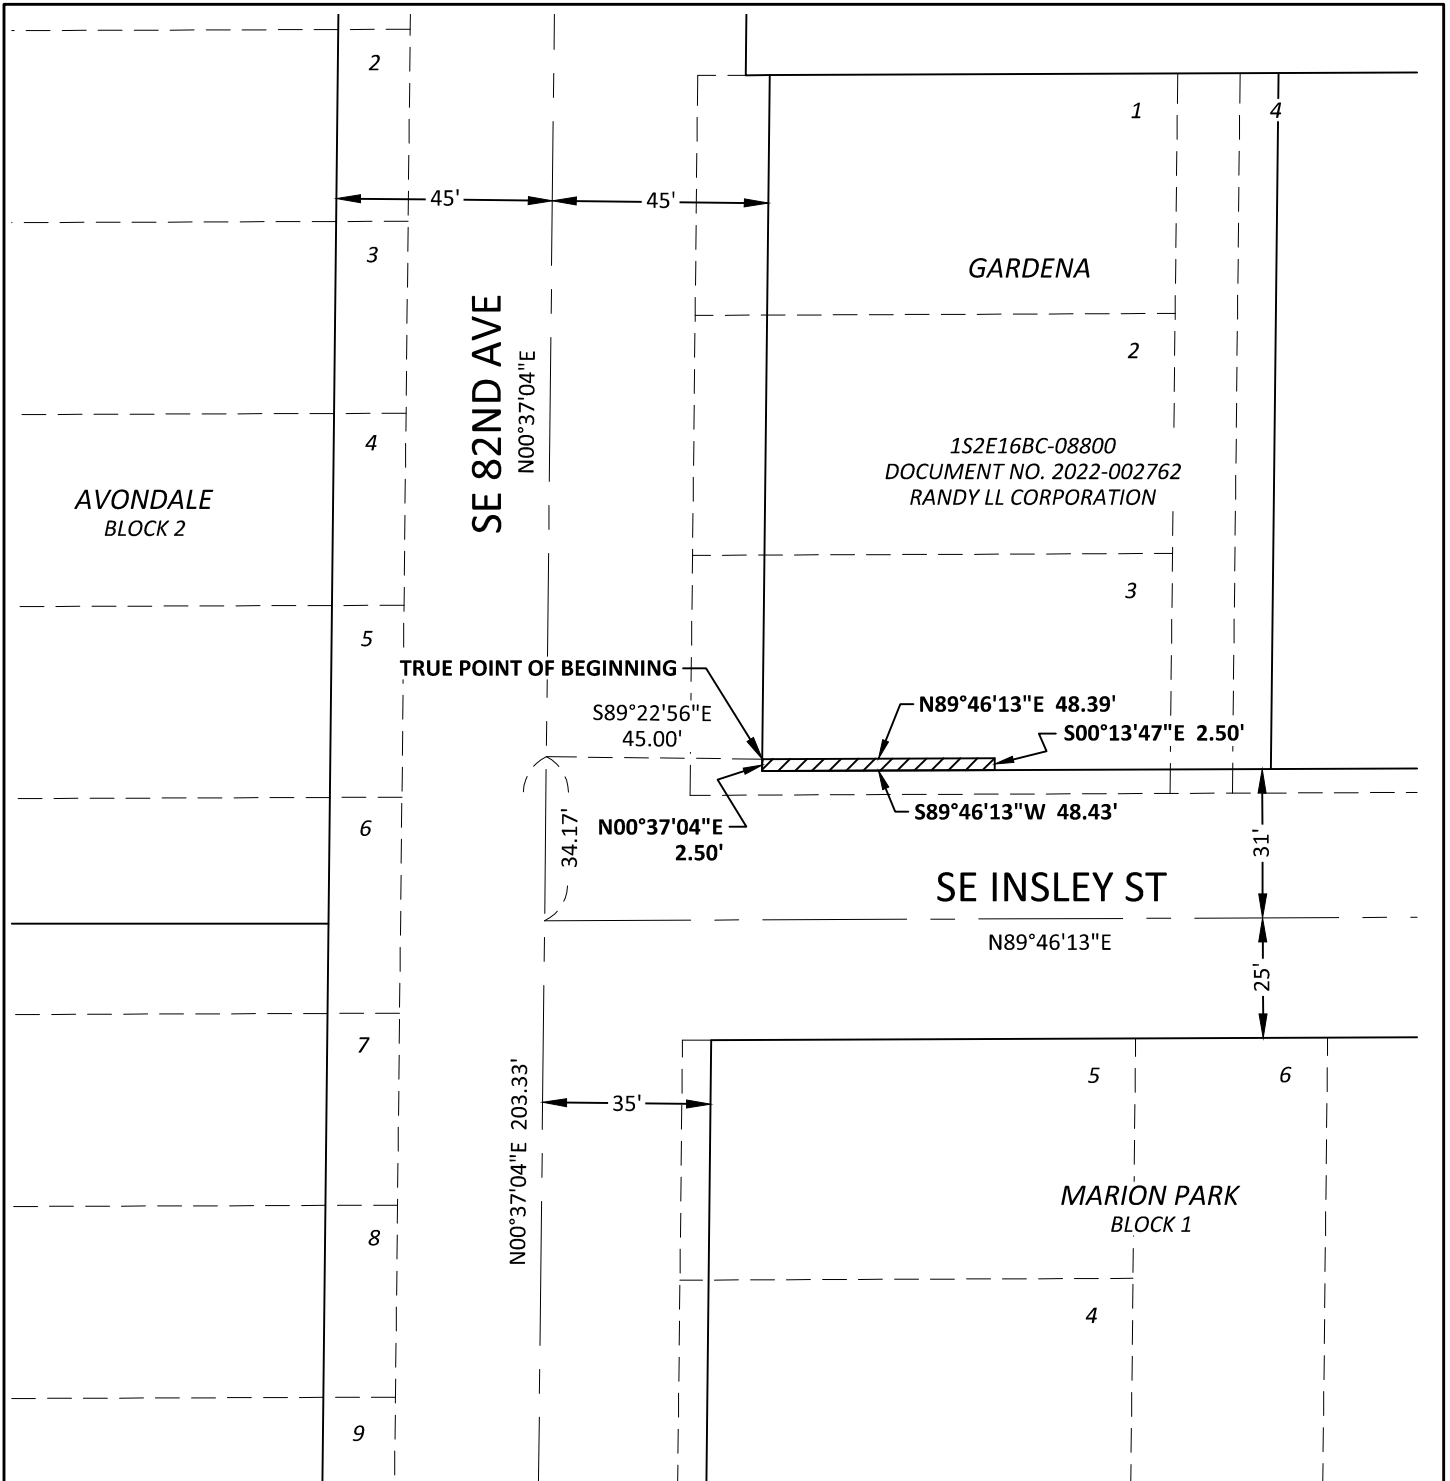 2
1
4
45'
45'
3
GARDENA
SE 82ND AVE
N00°37'04"E
2
4
1S2E16BC-08800
DOCUMENT NO. 2022-002762
RANDY LL CORPORATION
AVONDALE
BLOCK 2
3
5
TRUE POINT OF BEGINNING
S89°22'56"E
45.00'
N89°46'13"E 48.39'
S00°13'47"E 2.50'
S89°46'13"W 48.43'
6
34.17'
N00°37'04"E
2.50'
31'
SE INSLEY ST
N89°46'13"E
25'
7
5
6
N00°37'04"E 203.33'
35'
MARION PARK
BLOCK 1
8
4
9